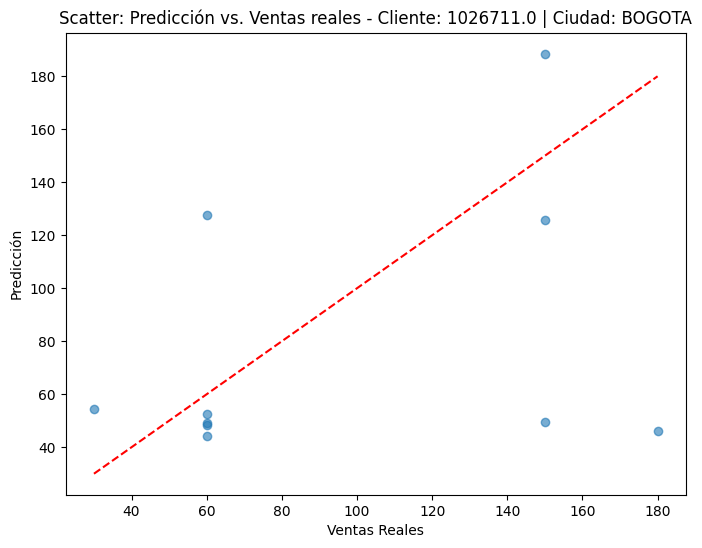 Scatter: Predicción vs. Ventas reales - Cliente: 1026711.0 | Ciudad: BOGOTA
180
160
140
120
100
80
60
40
Predicción
40 60 80 100 120 140 160 180
Ventas Reales